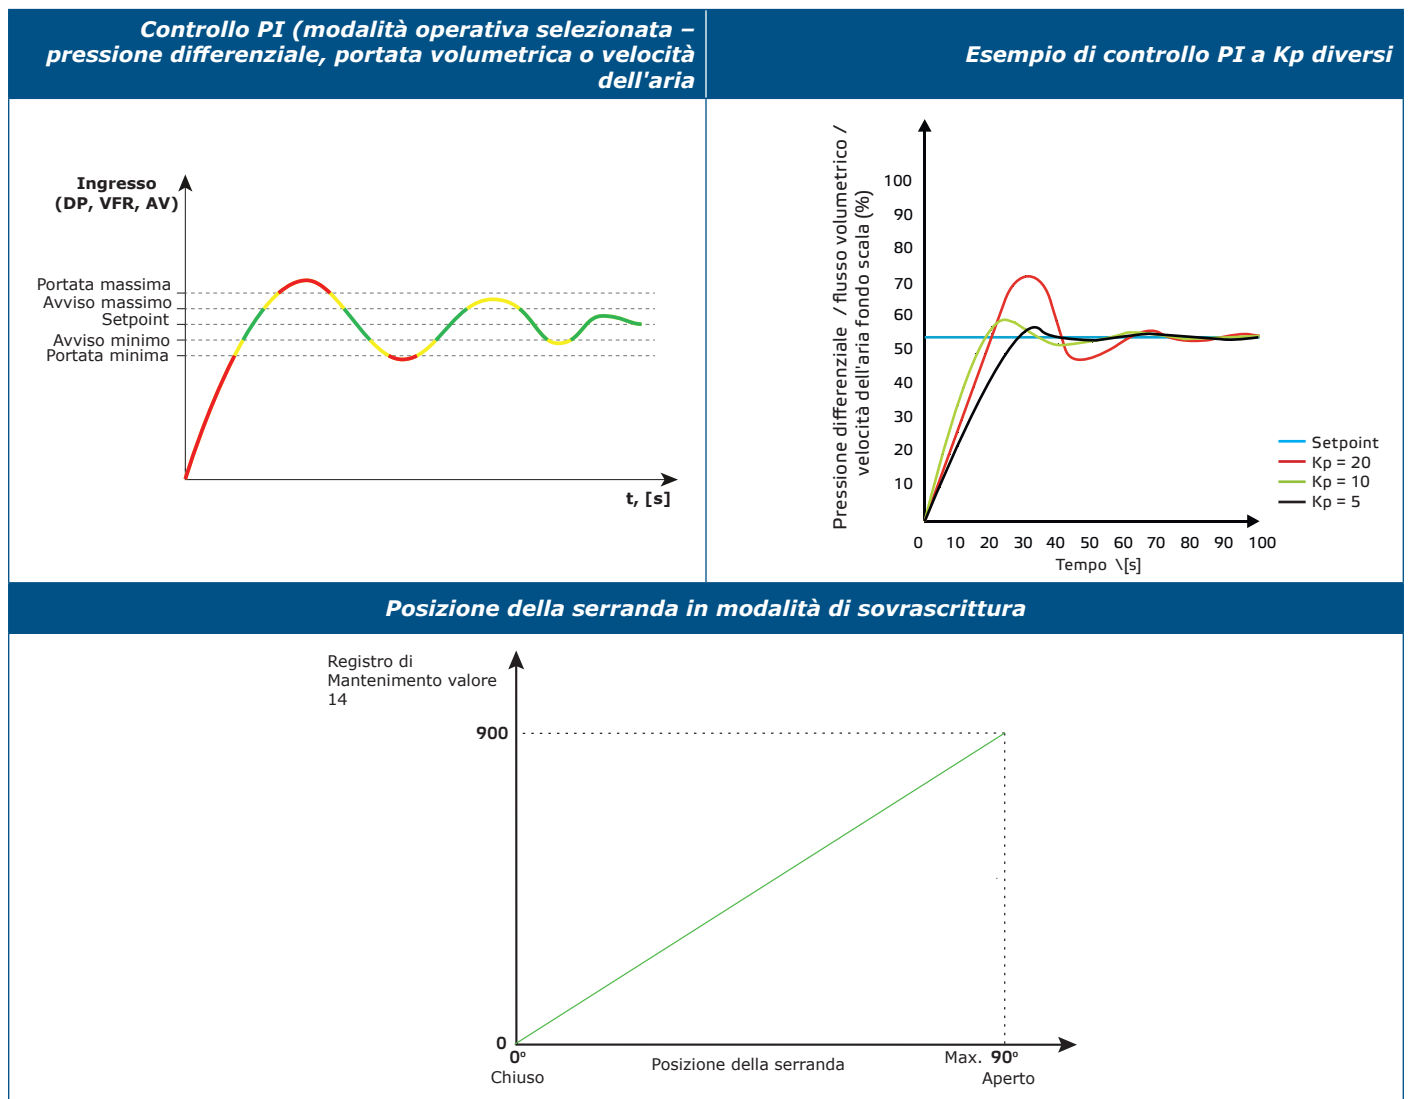 Controllo PI (modalità operativa selezionata –
pressione differenziale, portata volumetrica o velocità
dell'aria
Esempio di controllo PI a Kp diversi
Ingresso
(DP, VFR, AV)
Portata massima
Avviso massimo
Setpoint
Avviso minimo
Portata minima
t, [s]
Pressione differenziale / flusso volumetrico /
velocità dell'aria fondo scala (%)
100
90
80
70
60
50
40
30
20
10
0 10 20 30 40 50 60 70 80 90 100
Tempo \[s]
Setpoint
Kp = 20
Kp = 10
Kp = 5
Posizione della serranda in modalità di sovrascrittura
Registro di
Mantenimento valore
14
900
0
0° Posizione della serranda Max. 90°
Chiuso Aperto